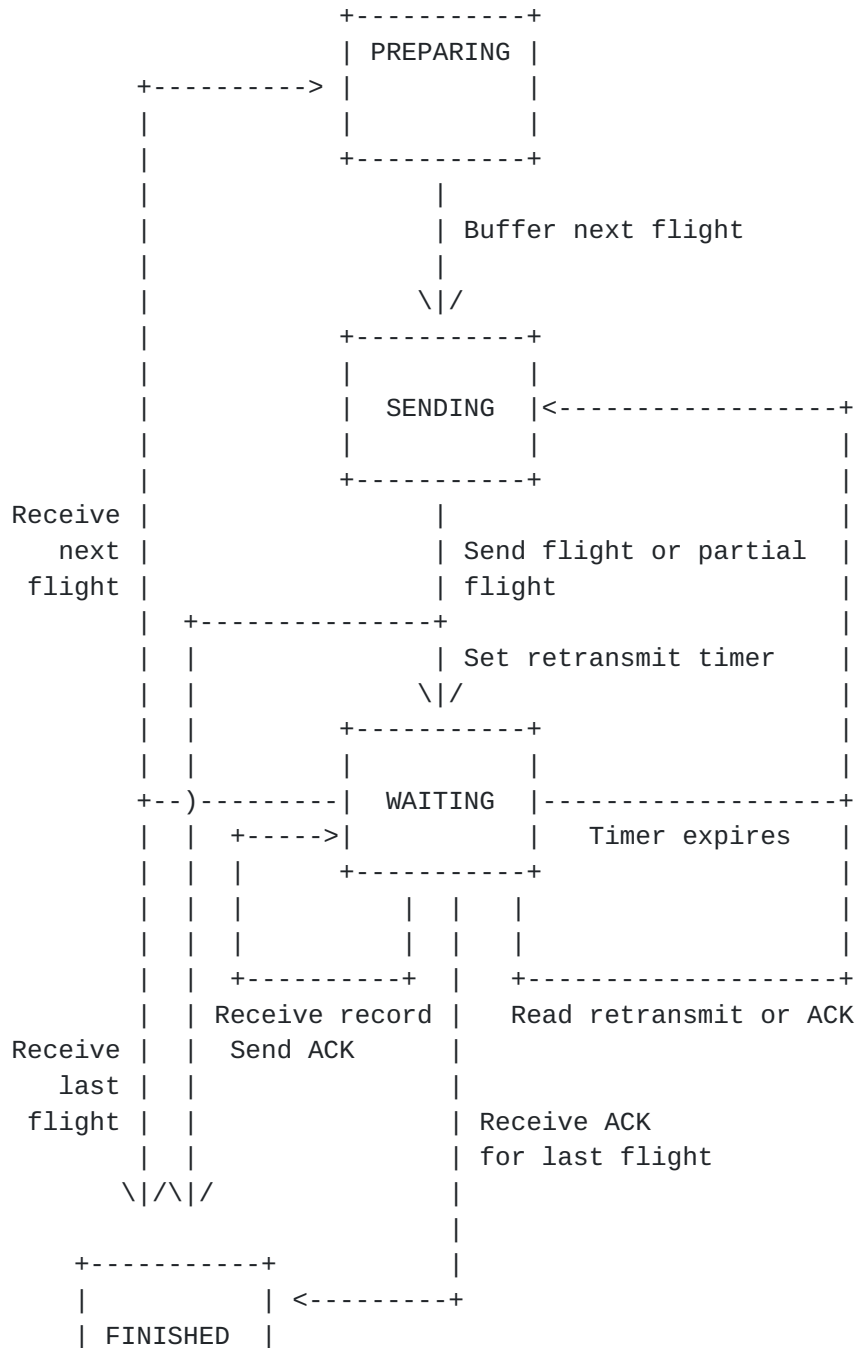 PREPARING
Buffer next flight
SENDING
Receive
next
flight
Send flight or partial
flight
Set retransmit timer
WAITING
Timer expires
Receive record
Send ACK
Read retransmit or ACK
Receive
last
flight
Receive ACK
for last flight
FINISHED